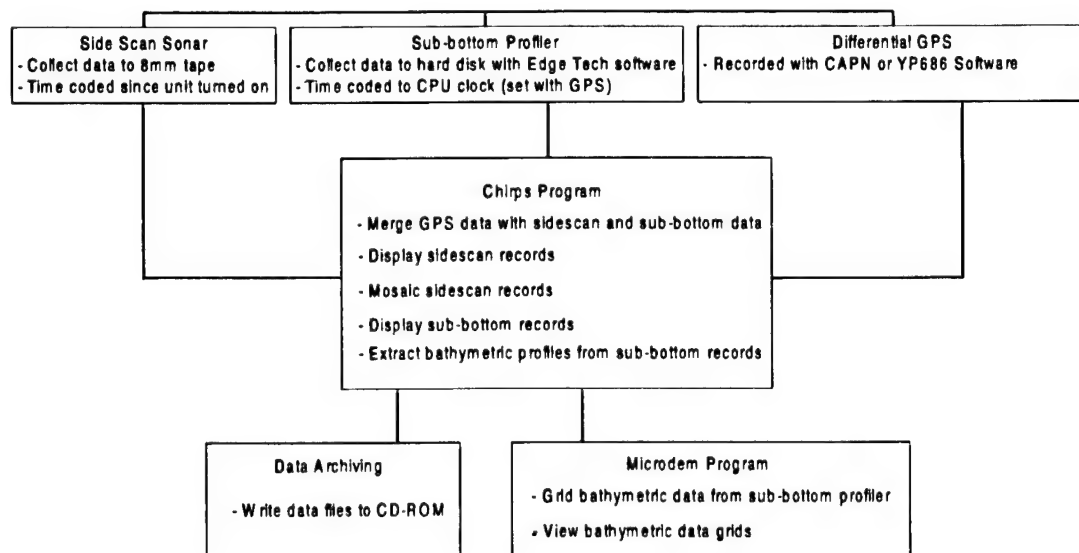 Side Scan Sonar
- Collect data to 8mm tape
- Time coded since unit turned on
Sub-bottom Profiler
- Collect data to hard disk with Edge Tech software
- Time coded to CPU clock (set with GPS)
Differential GPS
- Recorded with CAPN or YP686 Software
Chirps Program
- Merge GPS data with sidescan and sub-bottom data
- Display sidescan records
- Mosaic sidescan records
- Display sub-bottom records
- Extract bathymetric profiles from sub-bottom records
Data Archiving
- Write data files to CD-ROM
Microdem Program
- Grid bathymetric data from sub-bottom profiler
- View bathymetric data grids